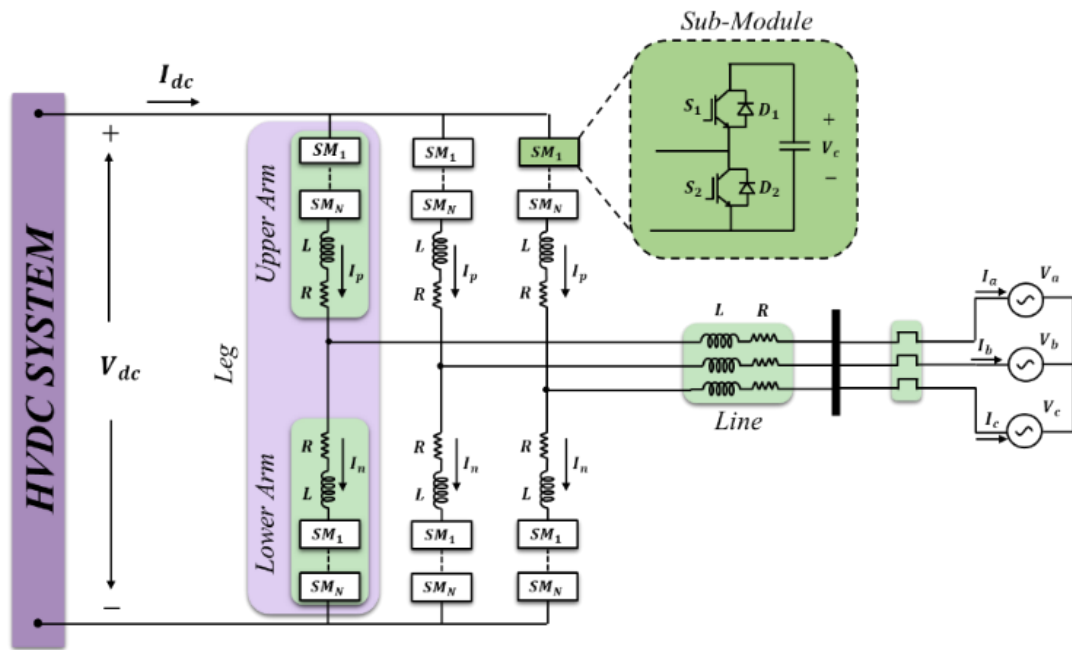 Sub-Module
I_dc
S_1
D_1
+
V_c
−
S_2
D_2
+
SM_1
SM_1
SM_1
SM_N
SM_N
SM_N
Upper Arm
L
I_p
R
L
I_p
R
L
I_p
R
HVDC SYSTEM
V_dc
Leg
L
R
Line
I_a
V_a
I_b
V_b
I_c
V_c
Lower Arm
R
I_n
L
R
I_n
L
R
I_n
L
SM_1
SM_1
SM_1
SM_N
SM_N
SM_N
−